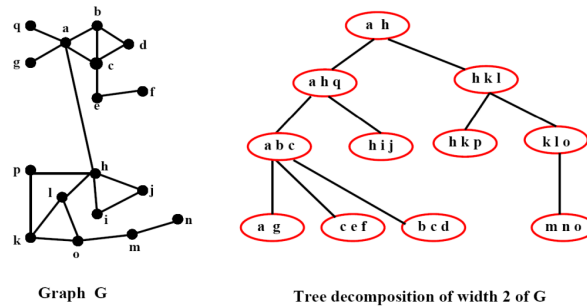 q
a
b
d
g
c
e
f
p
h
l
j
i
n
k
o
m
Graph G
a h
a h q
h k l
a b c
h i j
h k p
k l o
a g
c e f
b c d
m n o
Tree decomposition of width 2 of G